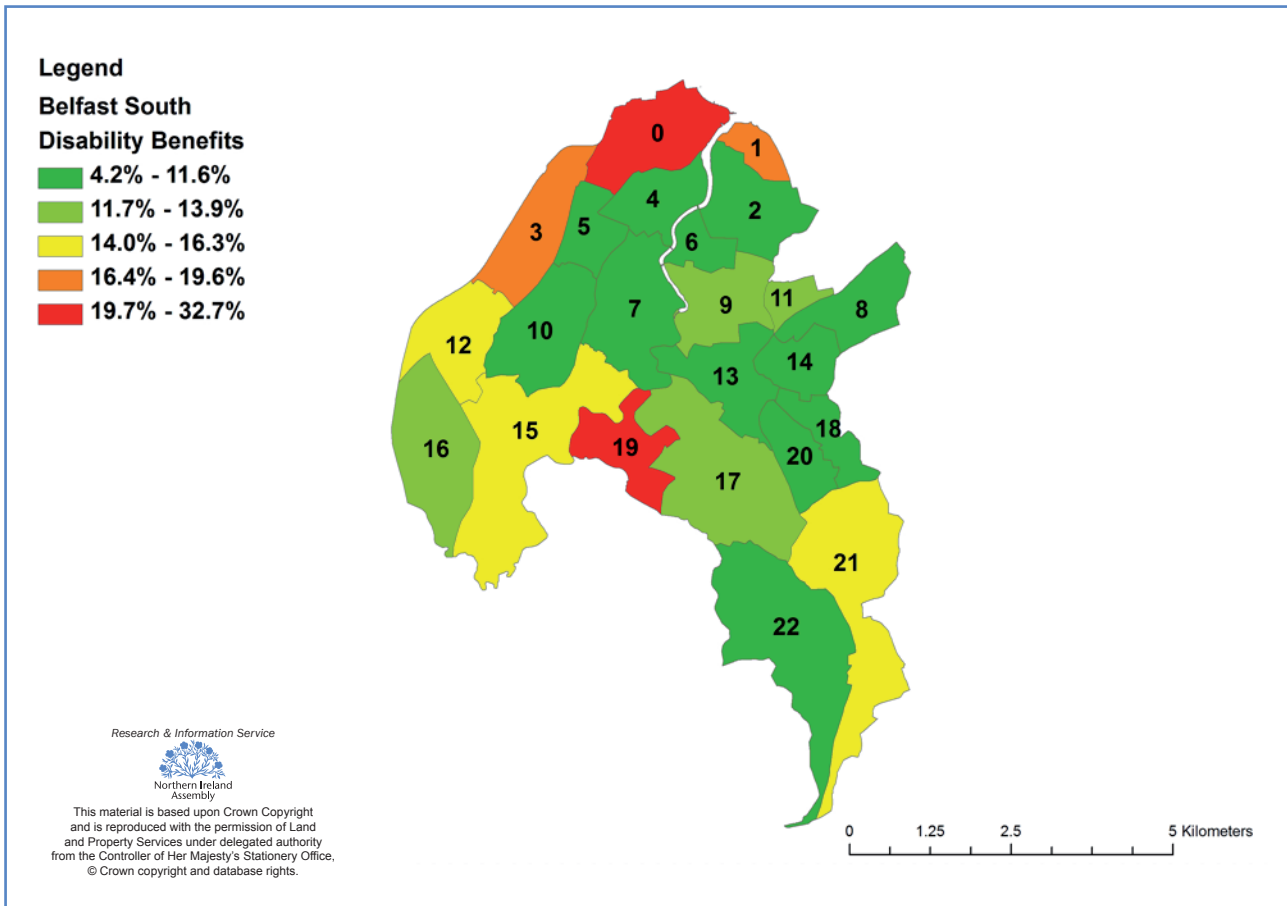 Legend
Belfast South
Disability Benefits
4.2% - 11.6%
11.7% - 13.9%
14.0% - 16.3%
16.4% - 19.6%
19.7% - 32.7%
0
1
4
2
5
3
6
9
11
8
7
10
12
14
13
18
15
16
19
20
17
21
22
Research & Information Service
Northern Ireland
Assembly
This material is based upon Crown Copyright
and is reproduced with the permission of Land
and Property Services under delegated authority
from the Controller of Her Majesty's Stationery Office,
© Crown copyright and database rights.
0 1.25 2.5 5 Kilometers